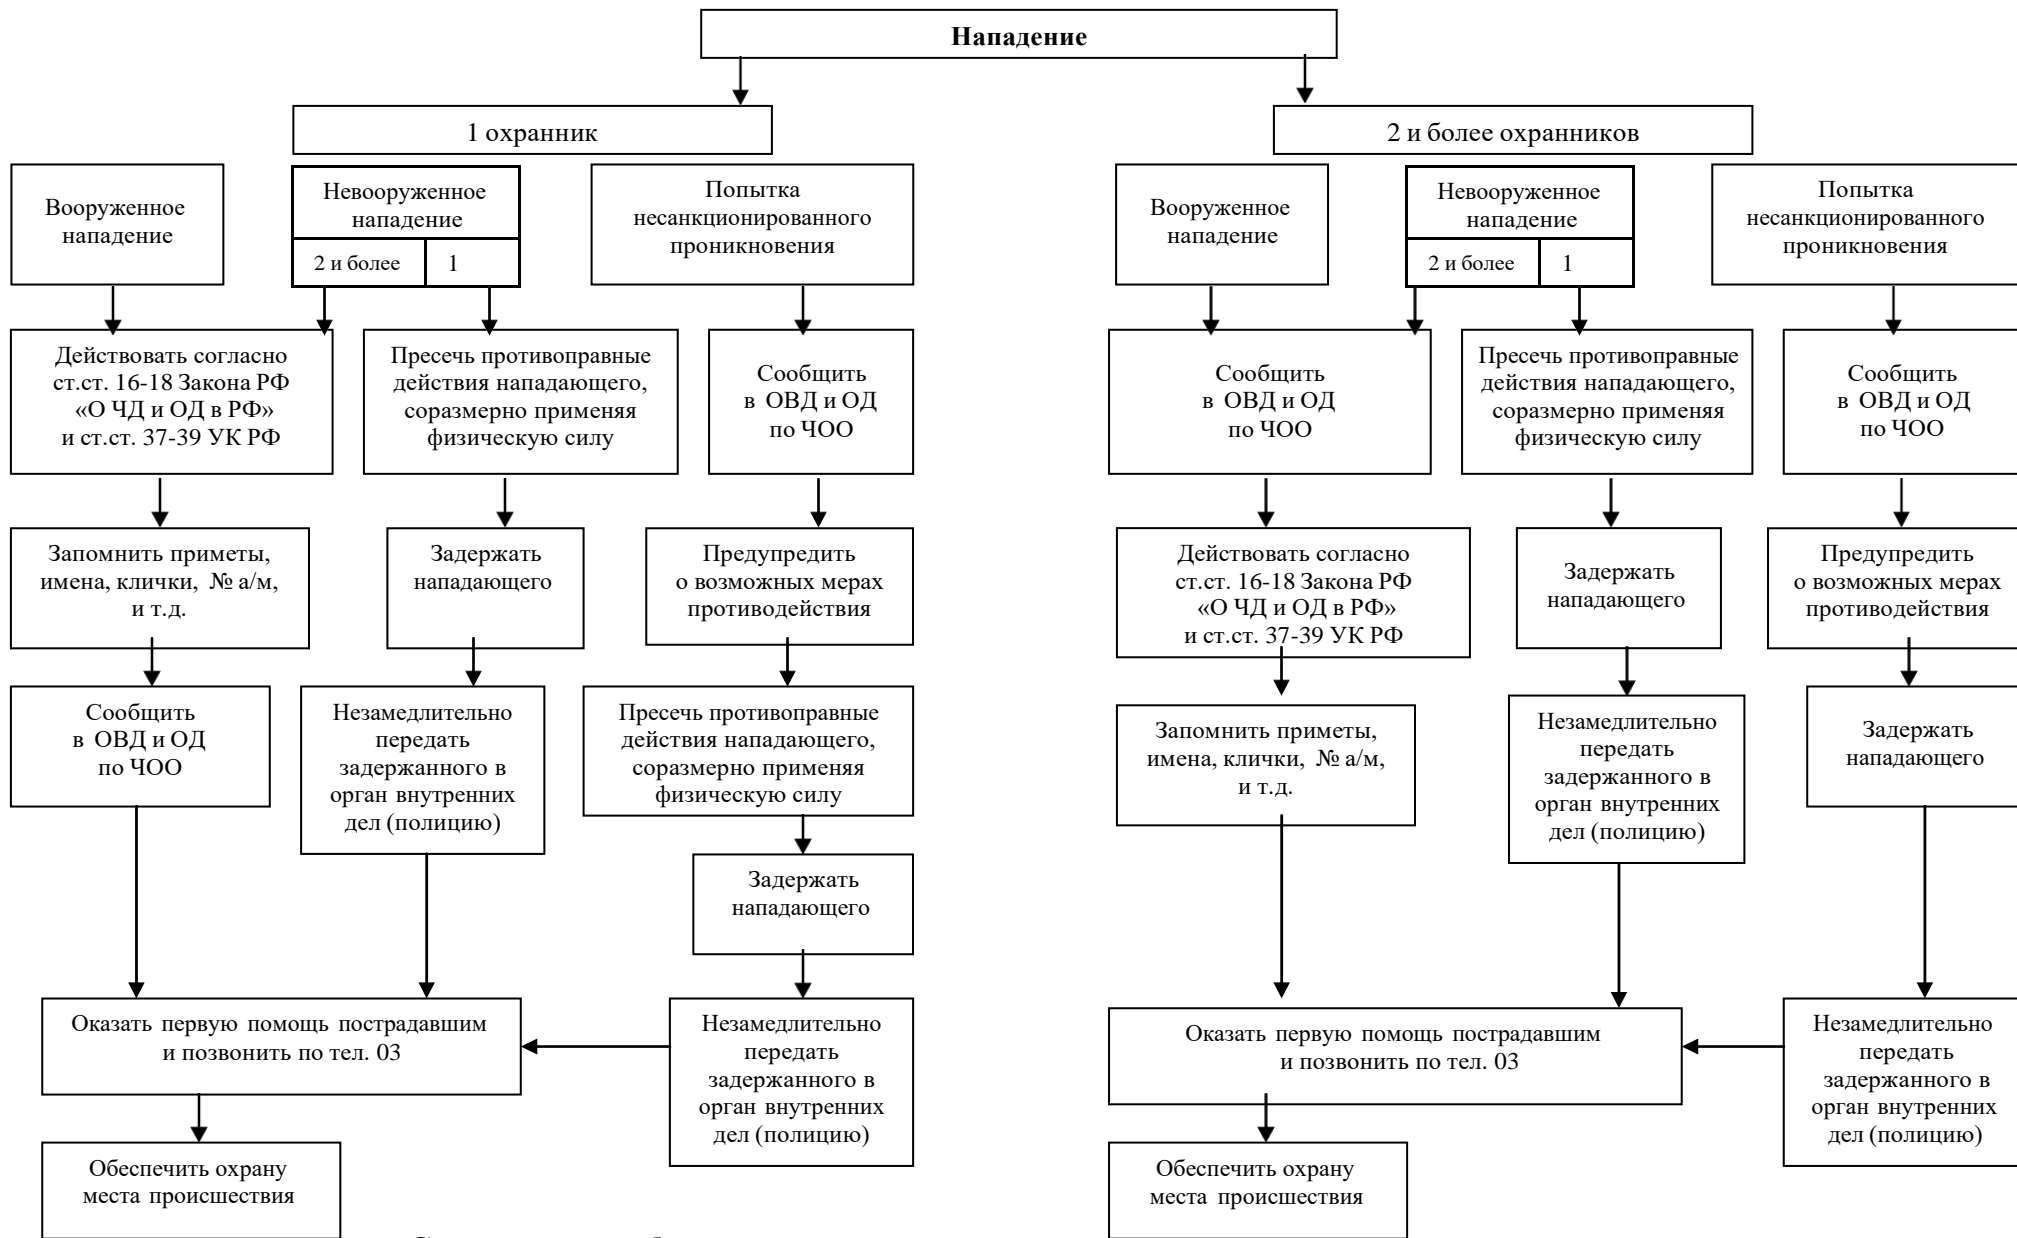 Нападение
1 охранник
2 и более охранников
Вооруженное
нападение
Невооруженное
нападение
2 и более
1
Попытка
несанкционированного
проникновения
Вооруженное
нападение
Невооруженное
нападение
2 и более
1
Попытка
несанкционированного
проникновения
Действовать согласно
ст.ст. 16-18 Закона РФ
«О ЧД и ОД в РФ»
и ст.ст. 37-39 УК РФ
Пресечь противоправные
действия нападающего,
соразмерно применяя
физическую силу
Сообщить
в ОВД и ОД
по ЧОО
Сообщить
в ОВД и ОД
по ЧОО
Пресечь противоправные
действия нападающего,
соразмерно применяя
физическую силу
Сообщить
в ОВД и ОД
по ЧОО
Запомнить приметы,
имена, клички, № а/м,
и т.д.
Задержать
нападающего
Предупредить
о возможных мерах
противодействия
Действовать согласно
ст.ст. 16-18 Закона РФ
«О ЧД и ОД в РФ»
и ст.ст. 37-39 УК РФ
Задержать
нападающего
Предупредить
о возможных мерах
противодействия
Сообщить
в ОВД и ОД
по ЧОО
Незамедлительно
передать
задержанного в
орган внутренних
дел (полицию)
Пресечь противоправные
действия нападающего,
соразмерно применяя
физическую силу
Запомнить приметы,
имена, клички, № а/м,
и т.д.
Незамедлительно
передать
задержанного в
орган внутренних
дел (полицию)
Задержать
нападающего
Задержать
нападающего
Оказать первую помощь пострадавшим
и позвонить по тел. 03
Незамедлительно
передать
задержанного в
орган внутренних
дел (полицию)
Оказать первую помощь пострадавшим
и позвонить по тел. 03
Незамедлительно
передать
задержанного в
орган внутренних
дел (полицию)
Обеспечить охрану
места происшествия
Обеспечить охрану
места происшествия